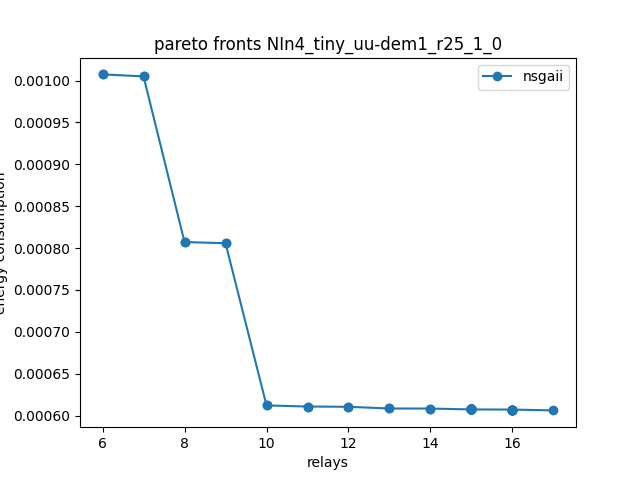 pareto fronts NIn4_tiny_uu-dem1_r25_1_0
nsgaii
0.00100
0.00095
0.00090
0.00085
0.00080
0.00075
0.00070
0.00065
0.00060
energy consumption
6 8 10 12 14 16
relays